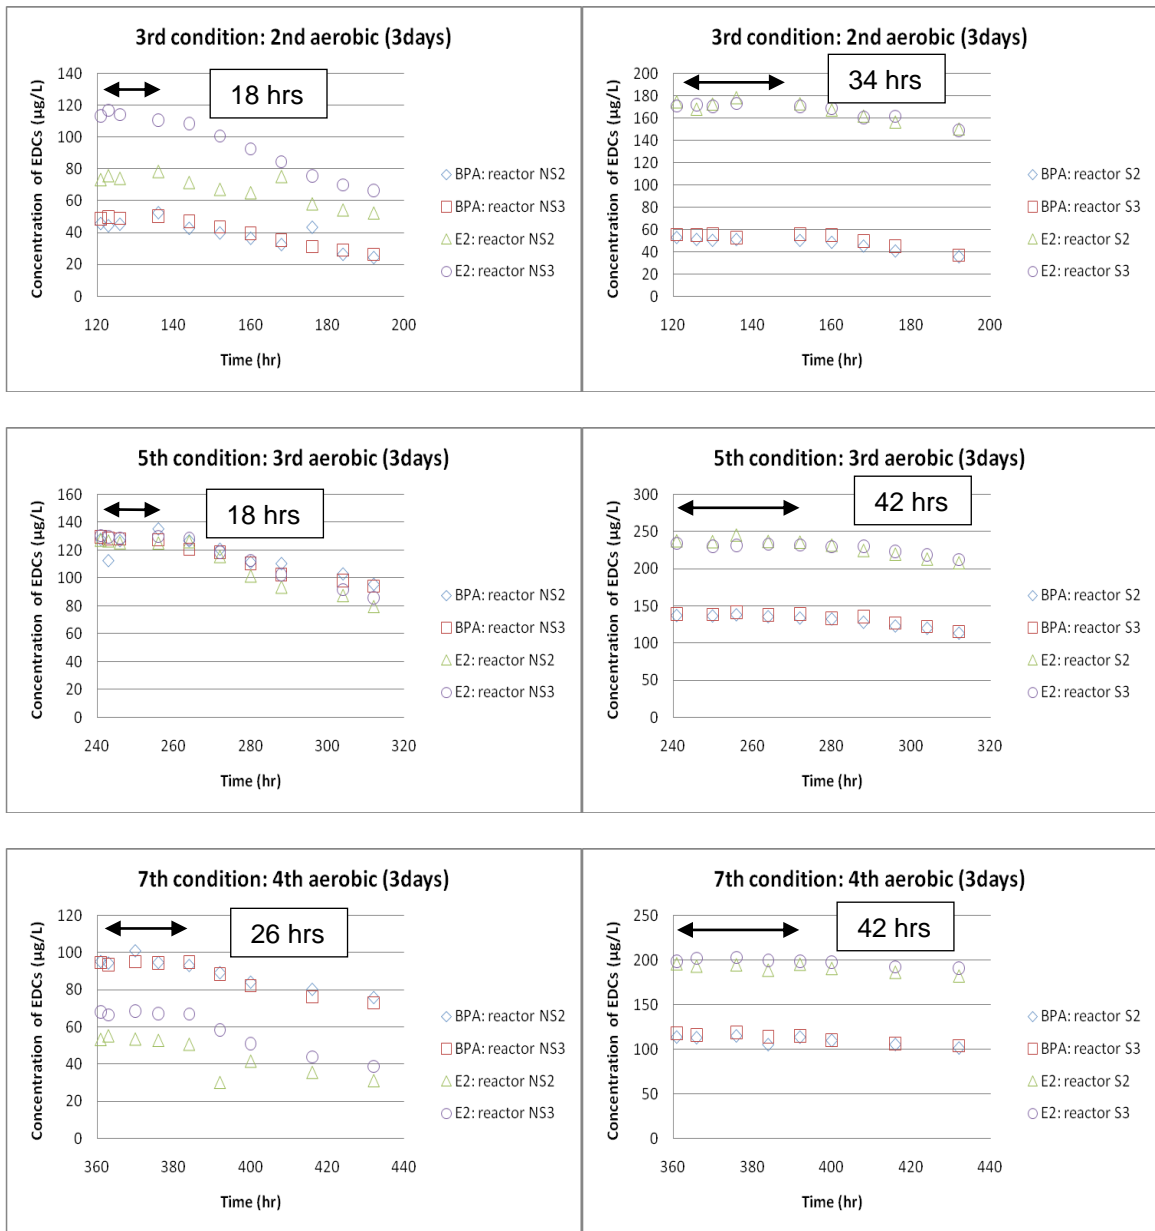 3rd condition: 2nd aerobic (3days)
18 hrs
Concentration of EDCs (µg/L)
140
120
100
80
60
40
20
0
120 140 160 180 200
Time (hr)
BPA: reactor NS2
BPA: reactor NS3
E2: reactor NS2
E2: reactor NS3
3rd condition: 2nd aerobic (3days)
34 hrs
Concentration of EDCs (µg/L)
200
180
160
140
120
100
80
60
40
20
0
120 140 160 180 200
Time (hr)
BPA: reactor S2
BPA: reactor S3
E2: reactor S2
E2: reactor S3
5th condition: 3rd aerobic (3days)
18 hrs
Concentration of EDCs (µg/L)
160
140
120
100
80
60
40
20
0
240 260 280 300 320
Time (hr)
BPA: reactor NS2
BPA: reactor NS3
E2: reactor NS2
E2: reactor NS3
5th condition: 3rd aerobic (3days)
42 hrs
Concentration of EDCs (µg/L)
300
250
200
150
100
50
0
240 260 280 300 320
Time (hr)
BPA: reactor S2
BPA: reactor S3
E2: reactor S2
E2: reactor S3
7th condition: 4th aerobic (3days)
26 hrs
Concentration of EDCs (µg/L)
120
100
80
60
40
20
0
360 380 400 420 440
Time (hr)
BPA: reactor NS2
BPA: reactor NS3
E2: reactor NS2
E2: reactor NS3
7th condition: 4th aerobic (3days)
42 hrs
Concentration of EDCs (µg/L)
250
200
150
100
50
0
360 380 400 420 440
Time (hr)
BPA: reactor S2
BPA: reactor S3
E2: reactor S2
E2: reactor S3